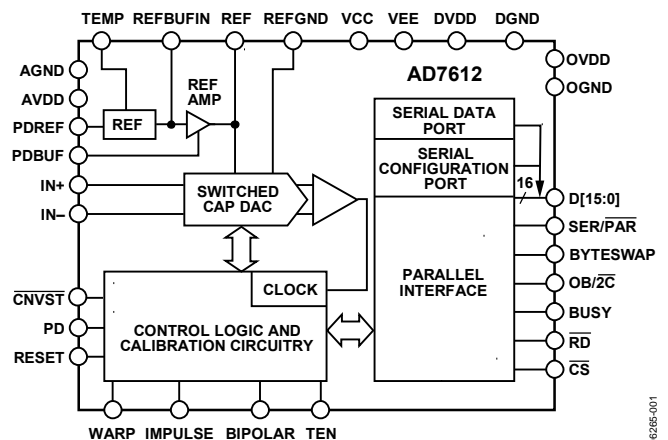 TEMP REFBUFIN REF REFGND VCC VEE DVDD DGND
AGND
AVDD
PDREF
PDBUF
IN+
IN–
CNVST
PD
RESET
REF
REF
AMP
SWITCHED
CAP DAC
CLOCK
CONTROL LOGIC AND
CALIBRATION CIRCUITRY
AD7612
SERIAL DATA
PORT
SERIAL
CONFIGURATION
PORT
16
PARALLEL
INTERFACE
OVDD
OGND
D[15:0]
SER/PAR
BYTESWAP
OB/2C
BUSY
RD
CS
WARP IMPULSE BIPOLAR TEN
6265-001